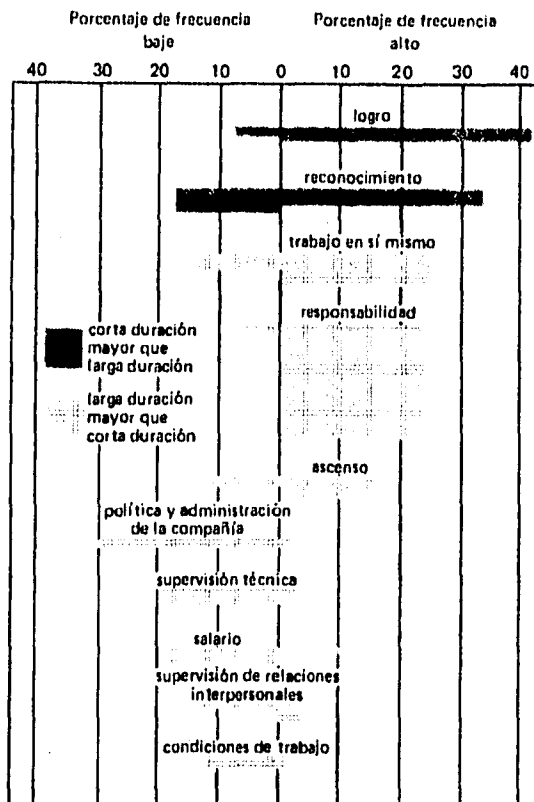 Porcentaje de frecuencia
baje
Porcentaje de frecuencia
alto
40 30 20 10 0 10 20 30 40
logro
reconocimiento
trabajo en sí mismo
responsabilidad
corta duración
mayor que
larga duración
larga duración
mayor que
corta duración
ascenso
política y administración
de la compañía
supervisión técnica
salario
supervisión de relaciones
interpersonales
condiciones de trabajo